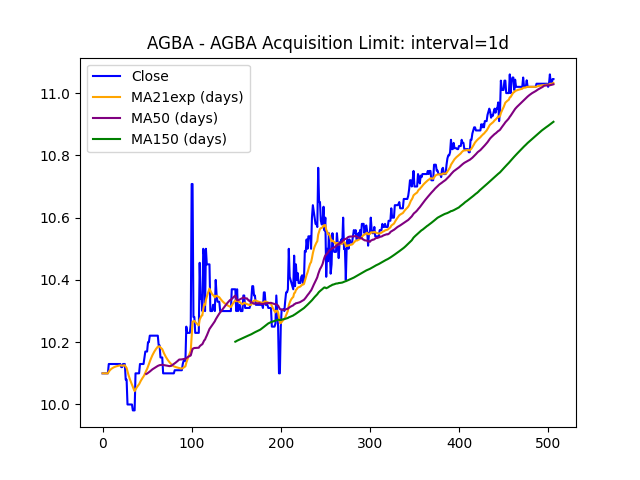 AGBA - AGBA Acquisition Limit: interval=1d
Close
MA21exp (days)
MA50 (days)
MA150 (days)
11.0
10.8
10.6
10.4
10.2
10.0
0 100 200 300 400 500